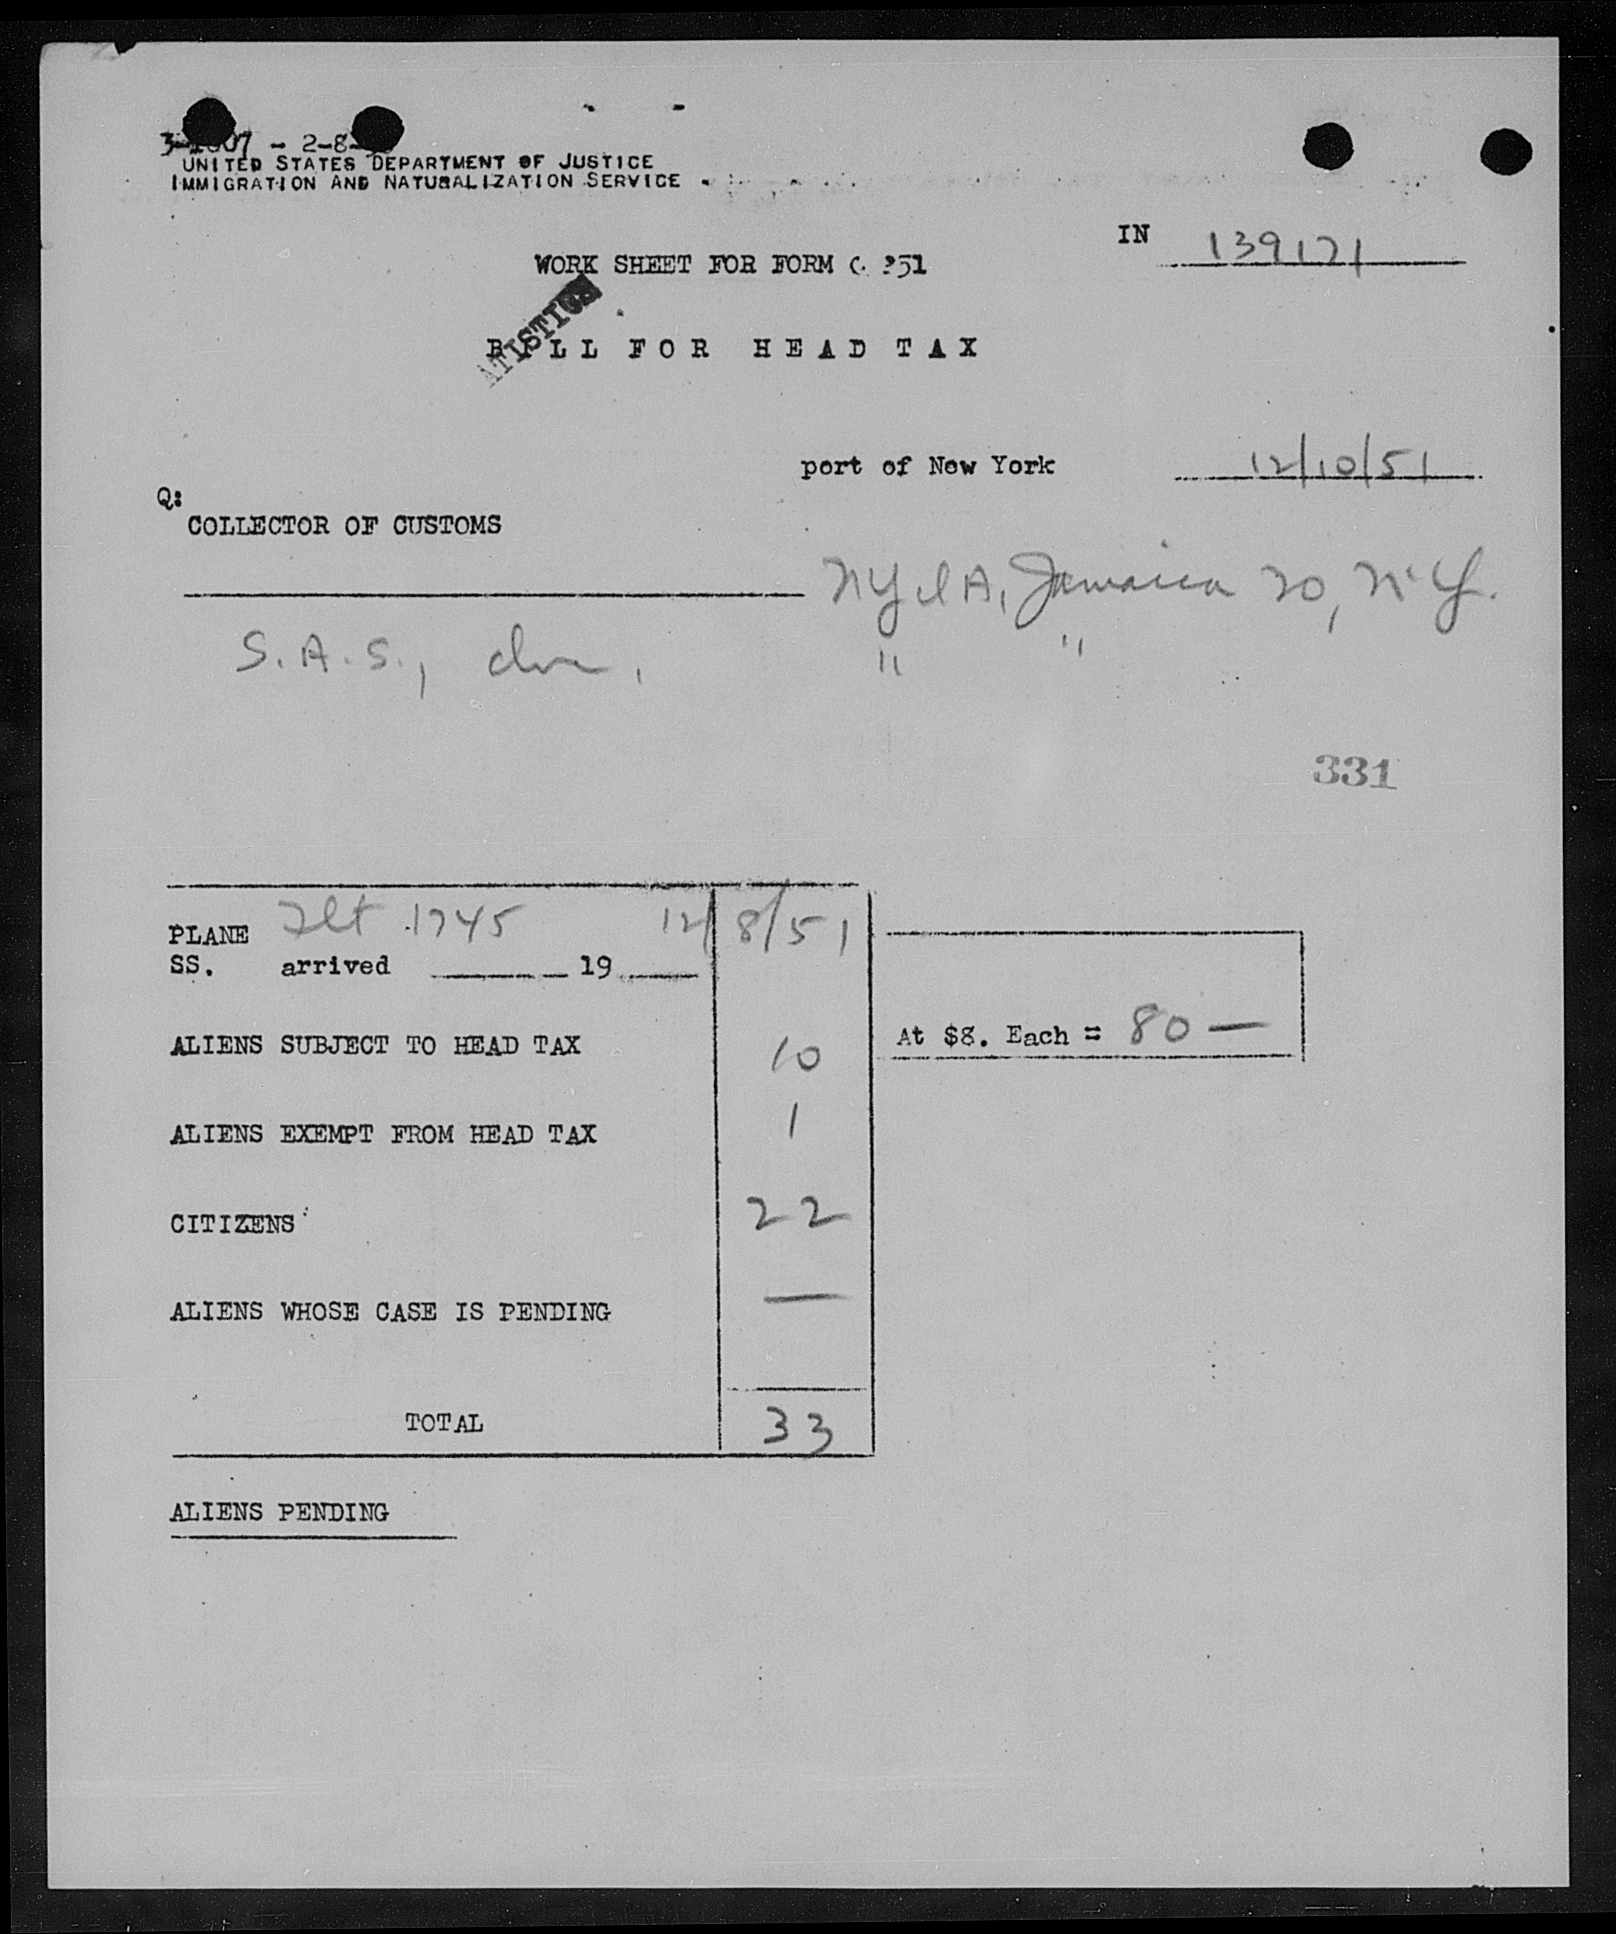 UNITED STATES DEPARTMENT OF JUSTICE
IMMIGRATION AND NATURALIZATION SERVICE
IN 139171
WORK SHEET FOR FORM
BILL FOR HEAD TAX
port of New York 12/10/51
Q:
COLLECTOR OF CUSTOMS
NYIA, Jamaica 20, N.Y.
S.A.S., " "
331
PLANE Flt 1745 12/8/51
SS. arrived 19
ALIENS SUBJECT TO HEAD TAX 10 At $8. Each = 80 —
ALIENS EXEMPT FROM HEAD TAX 1
CITIZENS 22
ALIENS WHOSE CASE IS PENDING —
TOTAL 33
ALIENS PENDING